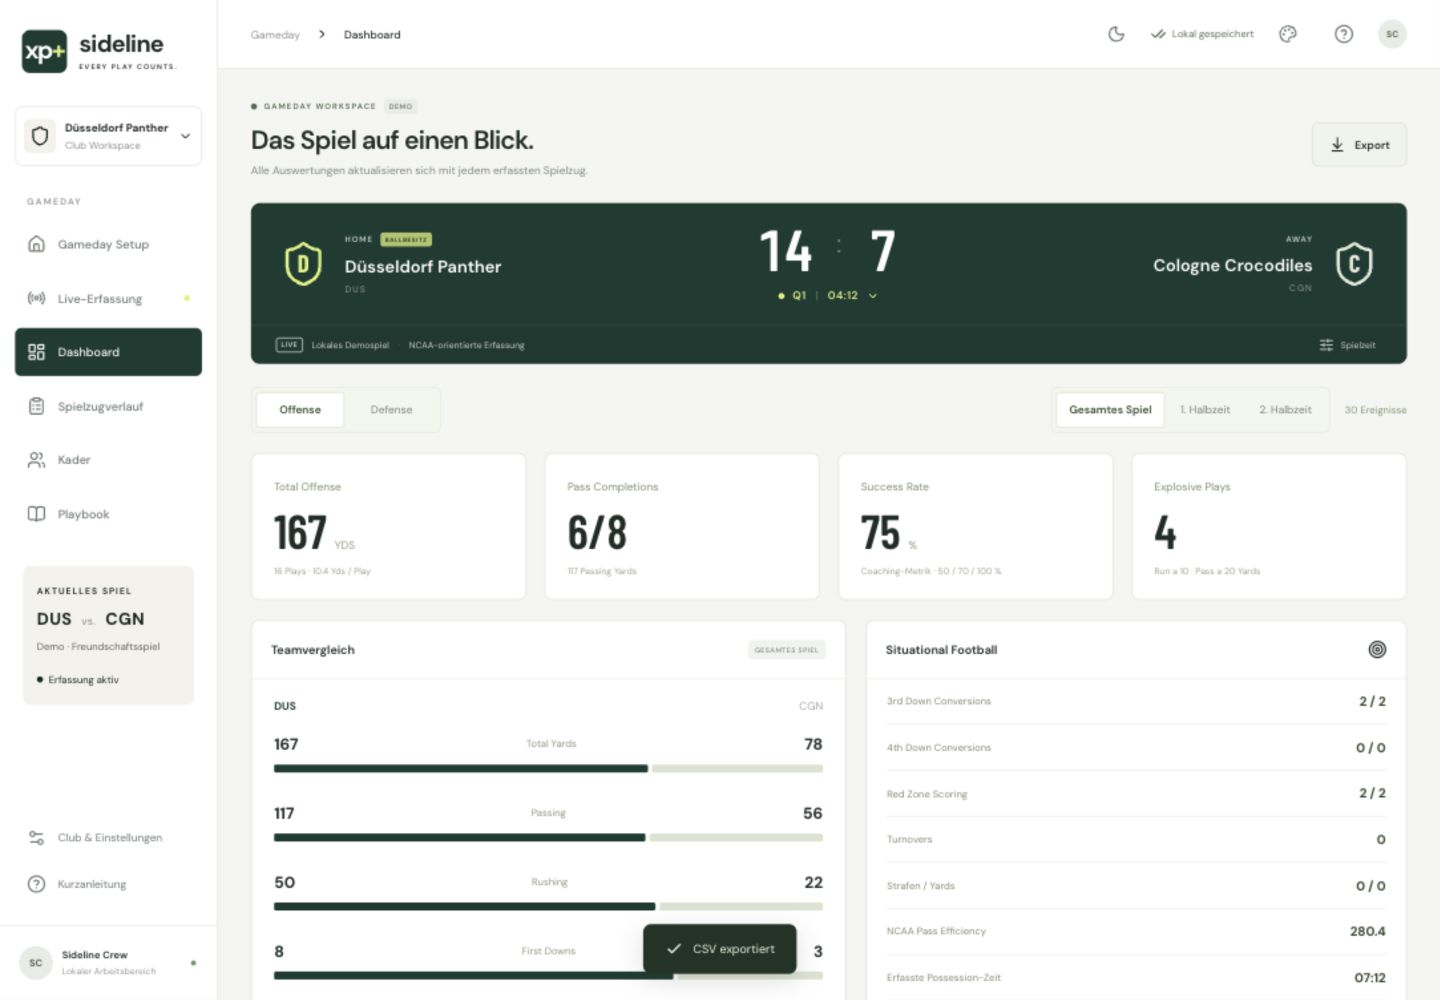 xp+ sideline
EVERY PLAY COUNTS.
Düsseldorf Panther
Club Workspace
GAMEDAY
Gameday Setup
Live-Erfassung
Dashboard
Spielzugverlauf
Kader
Playbook
AKTUELLES SPIEL
DUS vs. CGN
Demo · Freundschaftsspiel
Erfassung aktiv
Club & Einstellungen
Kurzanleitung
SC
Sideline Crew
Lokaler Arbeitsbereich
Gameday > Dashboard
Lokal gespeichert
SC
GAMEDAY WORKSPACE DEMO
Das Spiel auf einen Blick.
Alle Auswertungen aktualisieren sich mit jedem erfassten Spielzug.
Export
D
HOME BALLBESITZ
Düsseldorf Panther
DUS
14 : 7
Q1 | 04:12
AWAY
Cologne Crocodiles
CGN
C
LIVE Lokales Demospiel · NCAA-orientierte Erfassung
Spielzeit
Offense Defense
Gesamtes Spiel 1. Halbzeit 2. Halbzeit 30 Ereignisse
Total Offense
167 YDS
16 Plays · 10.4 Yds / Play
Pass Completions
6/8
117 Passing Yards
Success Rate
75 %
Coaching-Metrik · 50 / 70 / 100 %
Explosive Plays
4
Run ≥ 10 · Pass ≥ 20 Yards
Teamvergleich GESAMTES SPIEL
DUS CGN
167 Total Yards 78
117 Passing 56
50 Rushing 22
8 First Downs 3
Situational Football
3rd Down Conversions 2 / 2
4th Down Conversions 0 / 0
Red Zone Scoring 2 / 2
Turnovers 0
Strafen / Yards 0 / 0
NCAA Pass Efficiency 280.4
Erfasste Possession-Zeit 07:12
CSV exportiert